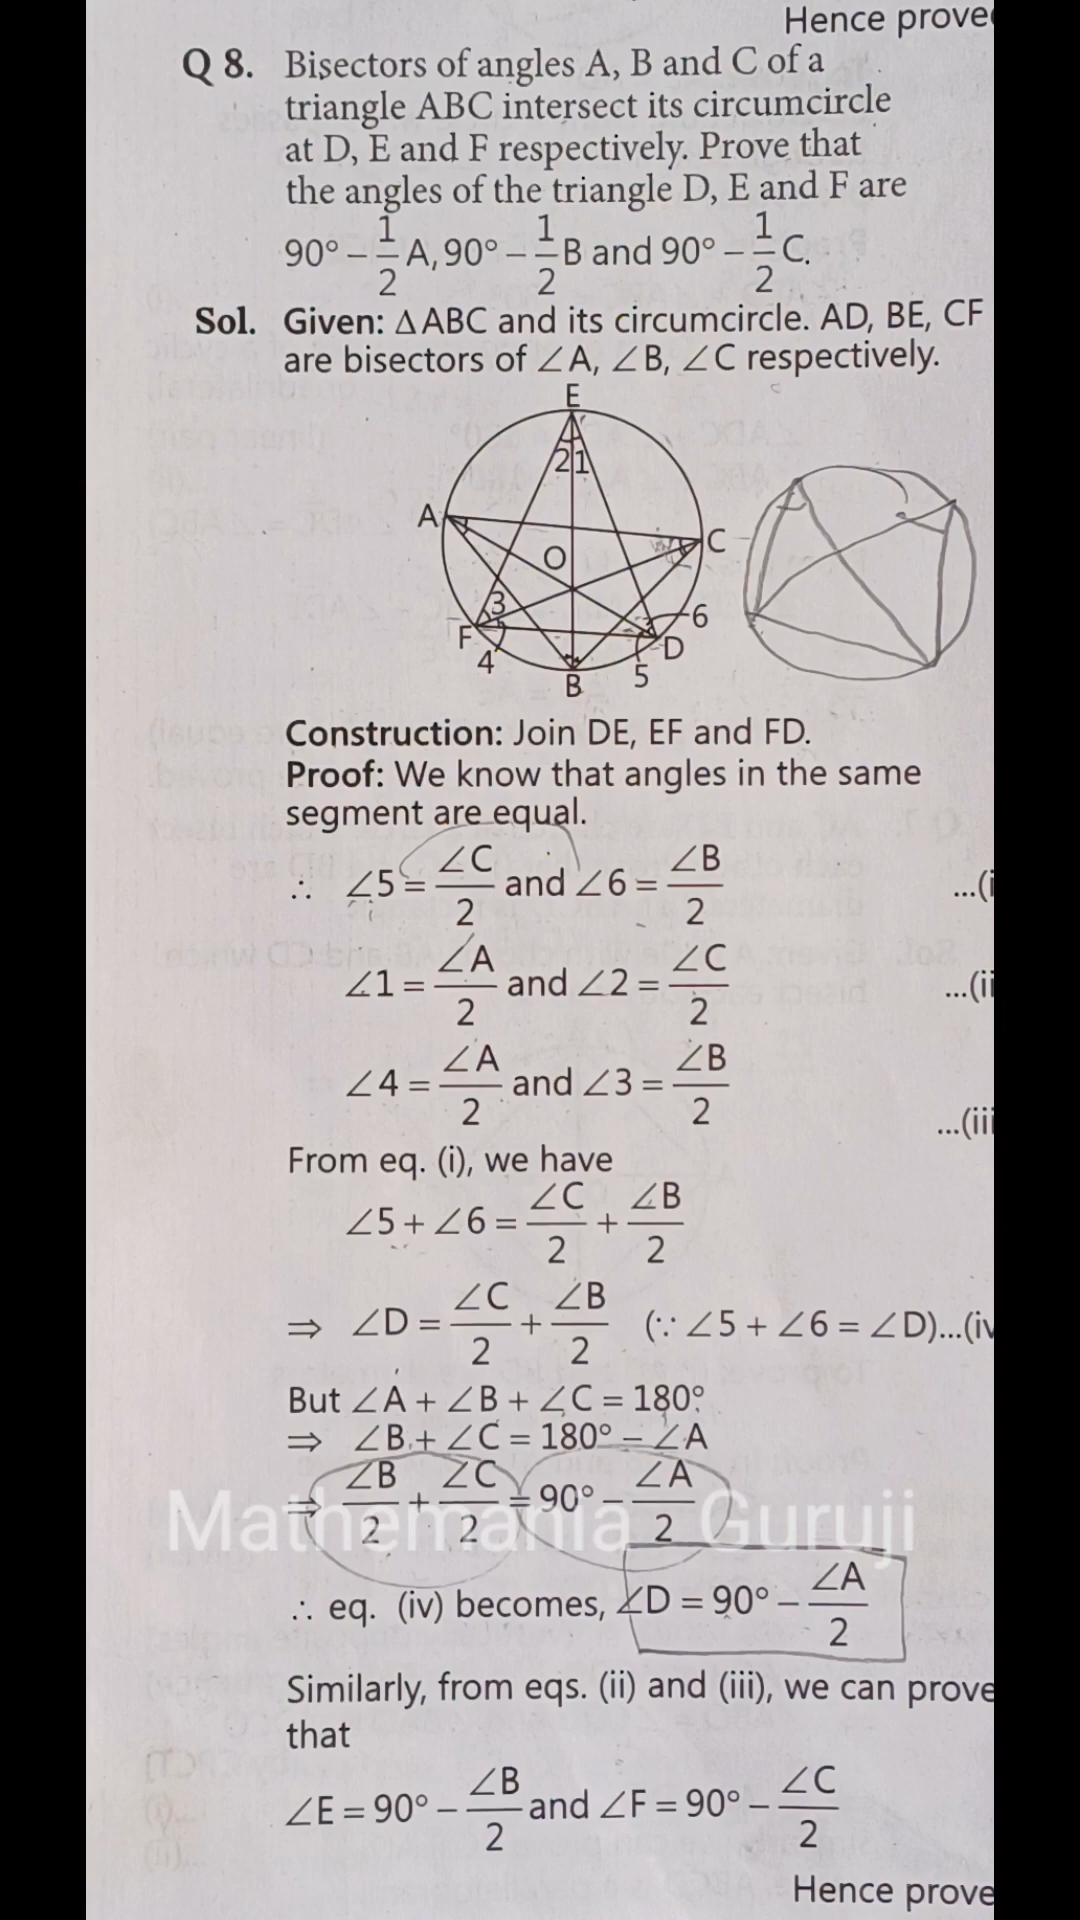 Hence prove
Q 8. Bisectors of angles A, B and C of a
triangle ABC intersect its circumcircle
at D, E and F respectively. Prove that
the angles of the triangle D, E and F are
90° – 1/2 A, 90° – 1/2 B and 90° – 1/2 C.
Sol. Given: ΔABC and its circumcircle. AD, BE, CF
are bisectors of ∠A, ∠B, ∠C respectively.
E
2 1
A
C
O
3
6
F
D
4
5
B
Construction: Join DE, EF and FD.
Proof: We know that angles in the same
segment are equal.
∴ ∠5 = ∠C/2 and ∠6 = ∠B/2 ...(i
∠1 = ∠A/2 and ∠2 = ∠C/2 ...(ii
∠4 = ∠A/2 and ∠3 = ∠B/2 ...(iii
From eq. (i), we have
∠5 + ∠6 = ∠C/2 + ∠B/2
⇒ ∠D = ∠C/2 + ∠B/2 (∵ ∠5 + ∠6 = ∠D)...(iv
But ∠A + ∠B + ∠C = 180°
⇒ ∠B + ∠C = 180° – ∠A
⇒ ∠B/2 + ∠C/2 = 90° – ∠A/2
Mathemania Guruji
∴ eq. (iv) becomes, ∠D = 90° – ∠A/2
Similarly, from eqs. (ii) and (iii), we can prove
that
∠E = 90° – ∠B/2 and ∠F = 90° – ∠C/2
Hence prove